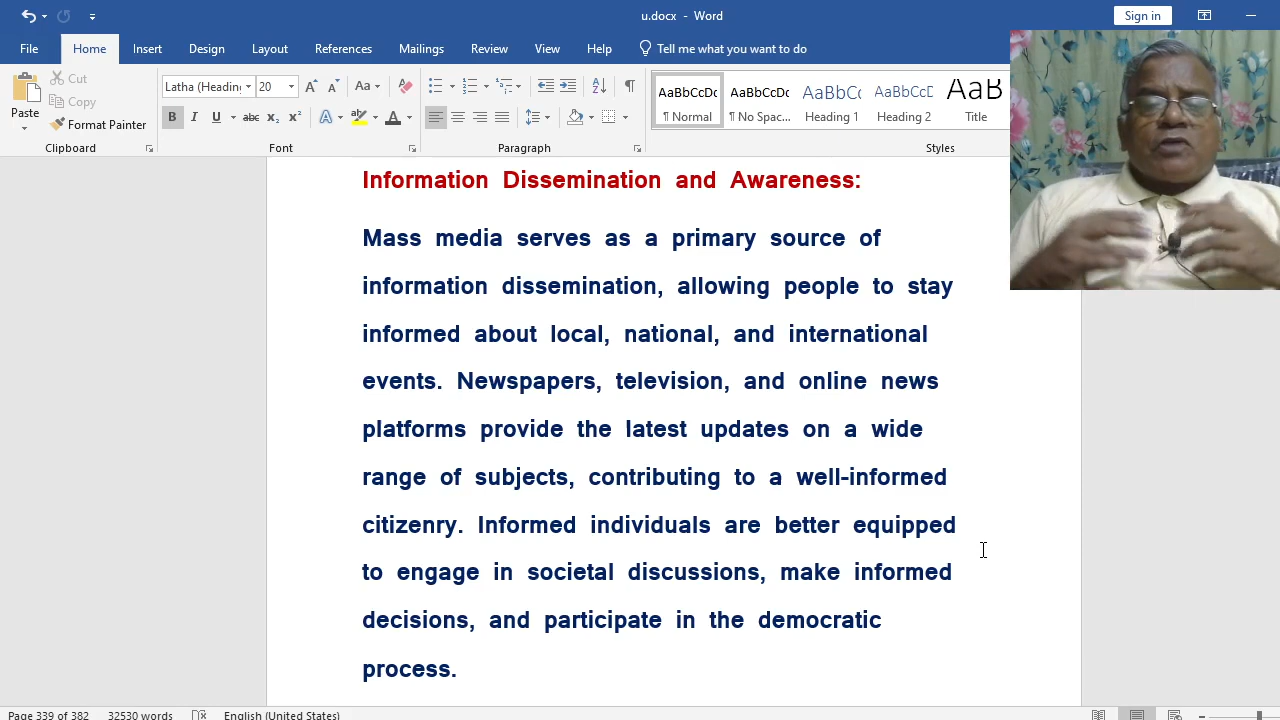 u.docx - Word
Sign in
File Home Insert Design Layout References Mailings Review View Help Tell me what you want to do
Paste
Cut
Copy
Format Painter
Clipboard
Latha (Heading 20
Font
Paragraph
AaBbCcDc AaBbCcDc AaBbC AaBbCcD AaB
¶ Normal ¶ No Spac... Heading 1 Heading 2 Title
Styles
Information Dissemination and Awareness:
Mass media serves as a primary source of
information dissemination, allowing people to stay
informed about local, national, and international
events. Newspapers, television, and online news
platforms provide the latest updates on a wide
range of subjects, contributing to a well-informed
citizenry. Informed individuals are better equipped
to engage in societal discussions, make informed
decisions, and participate in the democratic
process.
Page 339 of 382 32530 words English (United States)